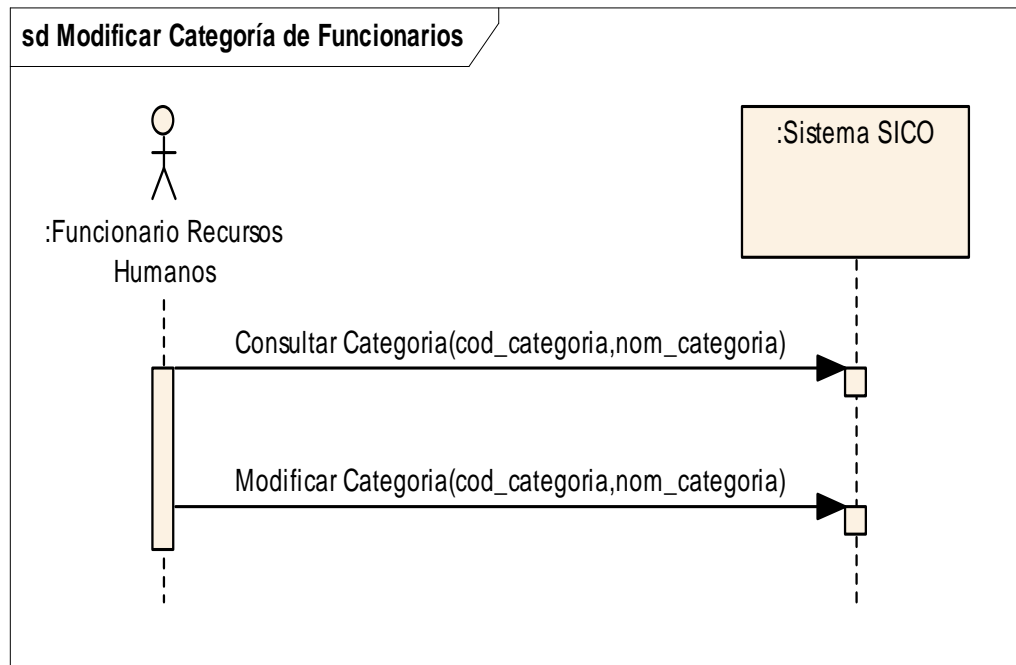 sd Modificar Categoría de Funcionarios
:Sistema SICO
:Funcionario Recursos
Humanos
Consultar Categoria(cod_categoria,nom_categoria)
Modificar Categoria(cod_categoria,nom_categoria)